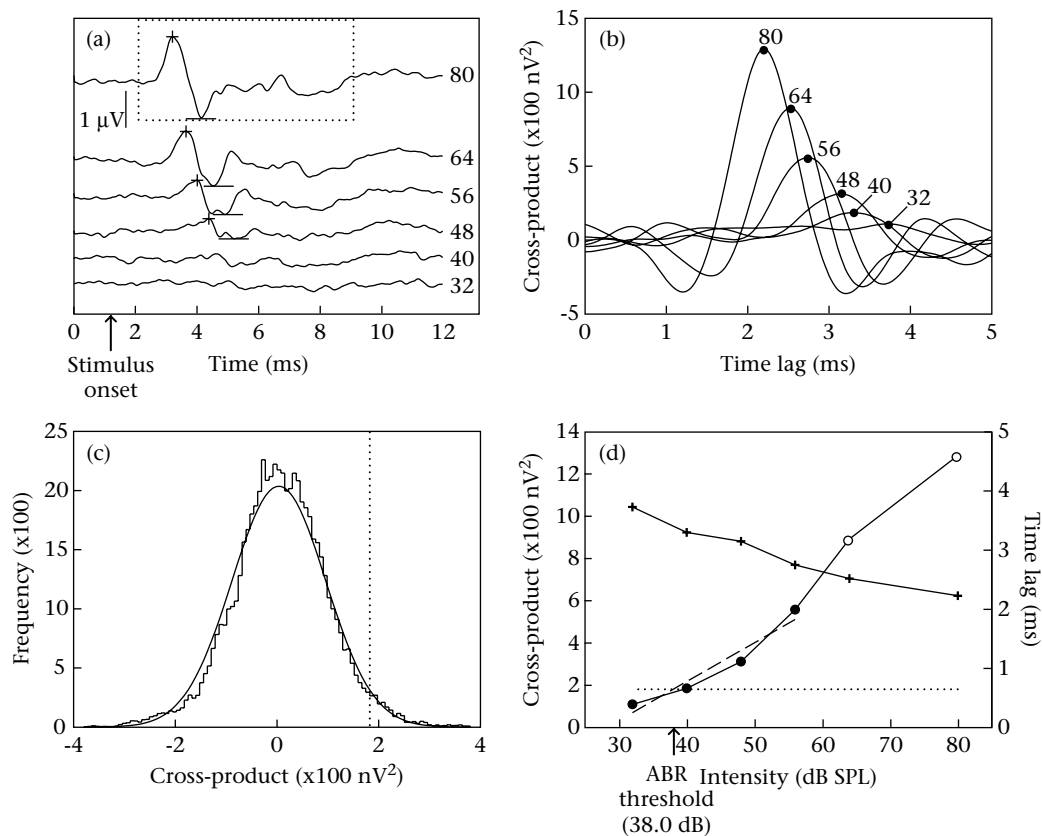 (a)
80
1 μV
64
56
48
40
32
0 2 4 6 8 10 12
Time (ms)
Stimulus
onset
(b)
Cross-product (x100 nV²)
15
10
5
0
-5
80
64
56
48
40
32
0 1 2 3 4 5
Time lag (ms)
(c)
Frequency (x100)
25
20
15
10
5
0
-4 -2 0 2 4
Cross-product (x100 nV²)
(d)
Cross-product (x100 nV²)
14
12
10
8
6
4
2
0
5
4
3
2
1
0
Time lag
(ms)
30 40 50 60 70 80
Intensity (dB SPL)
ABR
threshold
(38.0 dB)